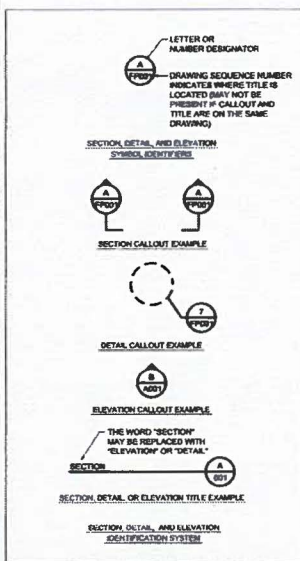 LETTER OR
NUMBER DESIGNATOR
A
FP001
DRAWING SEQUENCE NUMBER
INDICATES WHERE TITLE IS
LOCATED (MAY NOT BE
PRESENT IF CALLOUT AND
TITLE ARE ON THE SAME
DRAWING)
SECTION, DETAIL, AND ELEVATION
SYMBOL IDENTIFIERS
A
FP001
A
FP001
SECTION CALLOUT EXAMPLE
7
FP001
DETAIL CALLOUT EXAMPLE
B
A001
ELEVATION CALLOUT EXAMPLE
THE WORD "SECTION"
MAY BE REPLACED WITH
"ELEVATION" OR "DETAIL"
SECTION
A
001
SECTION, DETAIL, OR ELEVATION TITLE EXAMPLE
SECTION, DETAIL, AND ELEVATION
IDENTIFICATION SYSTEM